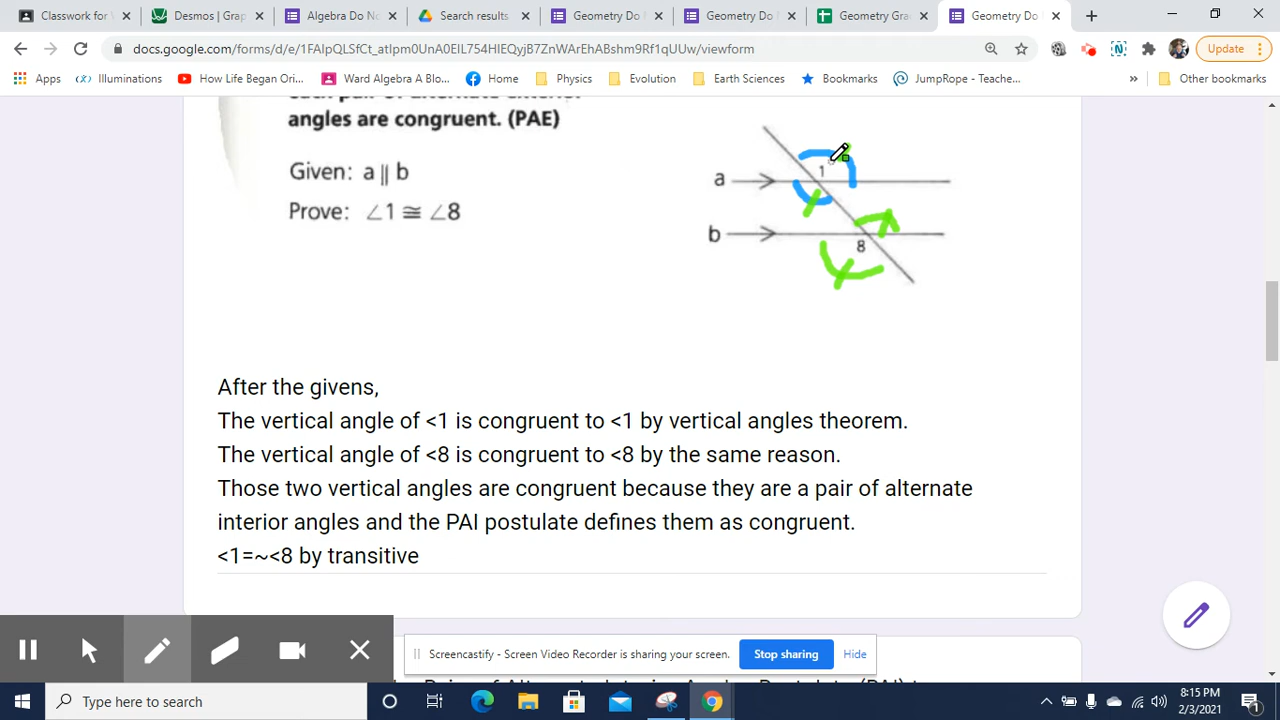 Classwork for W
Desmos | Grap
Algebra Do No
Search results
Geometry Do
Geometry Do
Geometry Gra
Geometry Do
docs.google.com/forms/d/e/
/viewform
Update
Apps
Illuminations
How Life Began Ori...
Ward Algebra A Blo...
Home
Physics
Evolution
Earth Sciences
Bookmarks
JumpRope - Teache...
»
Other bookmarks
angles are congruent. (PAE)
Given: a || b
Prove: ∠1 ≅ ∠8
a
1
b
8
After the givens,
The vertical angle of <1 is congruent to <1 by vertical angles theorem.
The vertical angle of <8 is congruent to <8 by the same reason.
Those two vertical angles are congruent because they are a pair of alternate
interior angles and the PAI postulate defines them as congruent.
<1=~<8 by transitive
Screencastify - Screen Video Recorder is sharing your screen.
Stop sharing
Hide
Type here to search
8:15 PM
2/3/2021